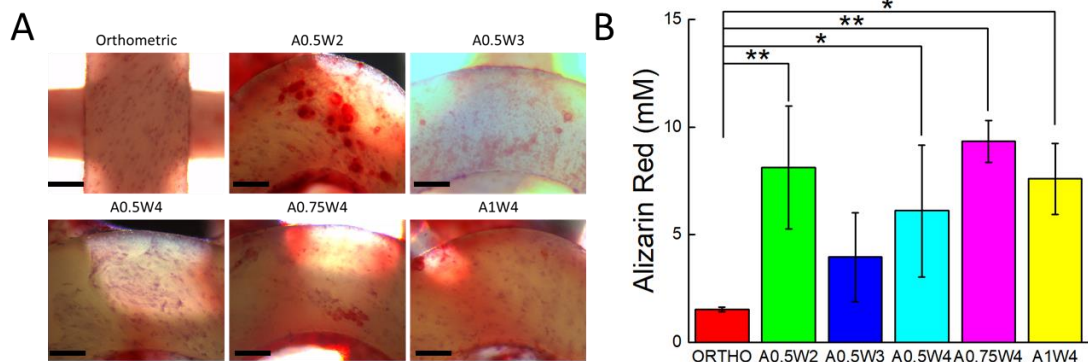 A
Orthometric
A0.5W2
A0.5W3
A0.5W4
A0.75W4
A1W4
B
Alizarin Red (mM)
15
10
5
0
*
**
*
**
ORTHO A0.5W2 A0.5W3 A0.5W4 A0.75W4 A1W4